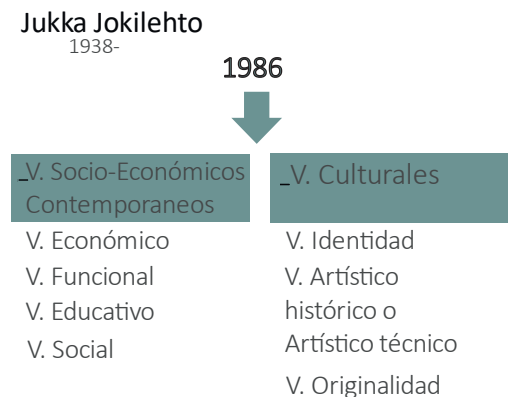 Jukka Jokilehto
1938-
1986
_V. Socio-Económicos
Contemporaneos
V. Económico
V. Funcional
V. Educativo
V. Social
_V. Culturales
V. Identidad
V. Artístico
histórico o
Artístico técnico
V. Originalidad